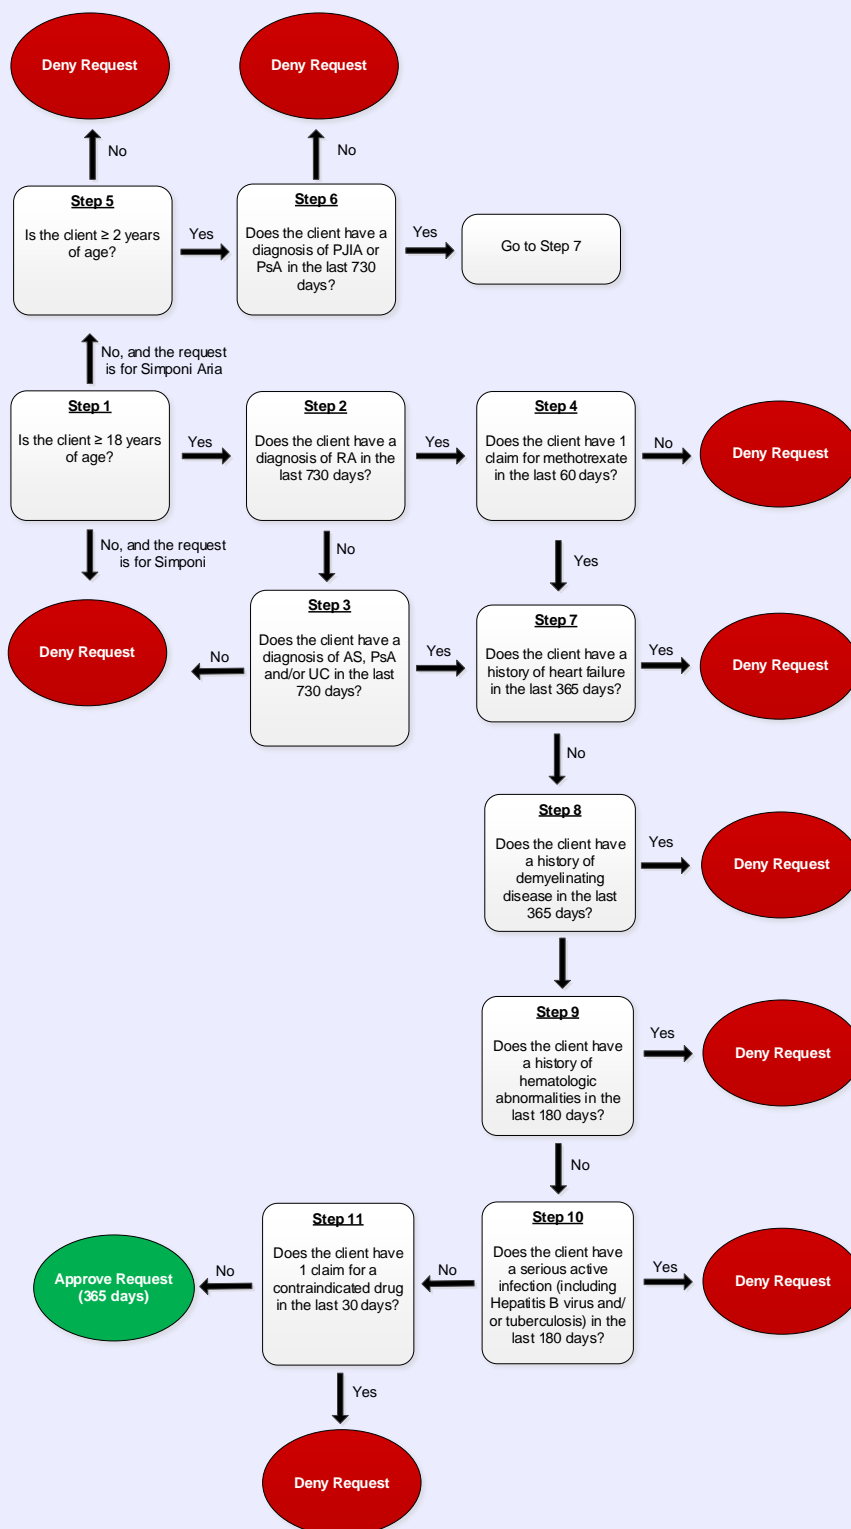 Deny Request
Deny Request
No
No
Step 5
Is the client ≥ 2 years
of age?
Yes
Step 6
Does the client have a
diagnosis of PJIA or
PsA in the last 730
days?
Yes
Go to Step 7
No, and the request
is for Simponi Aria
Step 1
Is the client ≥ 18 years
of age?
Yes
Step 2
Does the client have a
diagnosis of RA in the
last 730 days?
Yes
Step 4
Does the client have 1
claim for methotrexate
in the last 60 days?
No
Deny Request
No, and the request
is for Simponi
No
Yes
Deny Request
No
Step 3
Does the client have a
diagnosis of AS, PsA
and/or UC in the last
730 days?
Yes
Step 7
Does the client have a
history of heart failure
in the last 365 days?
Yes
Deny Request
No
Step 8
Does the client have
a history of
demyelinating
disease in the last
365 days?
Yes
Deny Request
Step 9
Does the client have
a history of
hematologic
abnormalities in the
last 180 days?
Yes
Deny Request
No
Step 10
Does the client have
a serious active
infection (including
Hepatitis B virus and/
or tuberculosis) in the
last 180 days?
Yes
Deny Request
No
Step 11
Does the client have
1 claim for a
contraindicated drug
in the last 30 days?
No
Approve Request
(365 days)
Yes
Deny Request